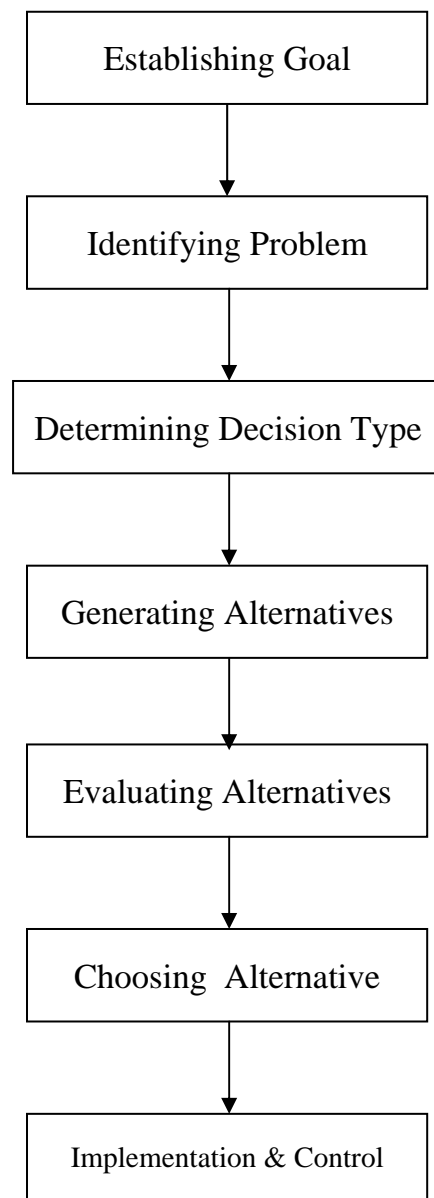 Establishing Goal
Identifying Problem
Determining Decision Type
Generating Alternatives
Evaluating Alternatives
Choosing  Alternative
Implementation & Control